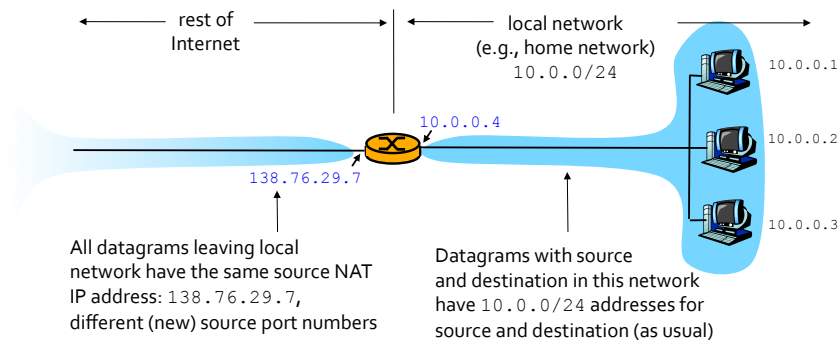 rest of
Internet
local network
(e.g., home network)
10.0.0/24
10.0.0.1
10.0.0.4
10.0.0.2
138.76.29.7
10.0.0.3
All datagrams leaving local
network have the same source NAT
IP address: 138.76.29.7,
different (new) source port numbers
Datagrams with source
and destination in this network
have 10.0.0/24 addresses for
source and destination (as usual)